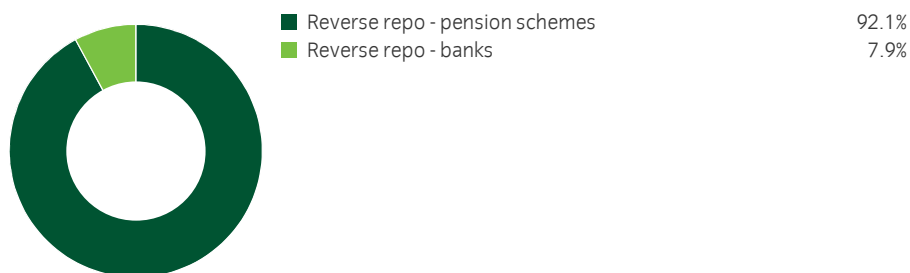 Reverse repo - pension schemes 92.1%
Reverse repo - banks 7.9%